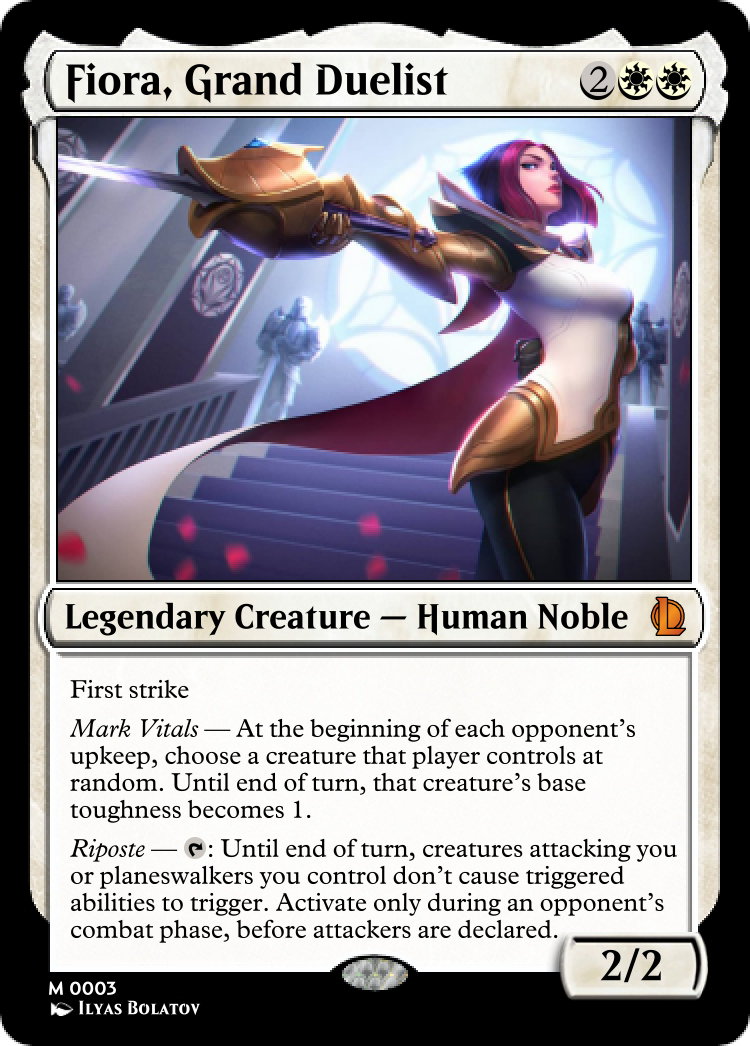 Fiora, Grand Duelist 2
Legendary Creature — Human Noble
First strike
Mark Vitals — At the beginning of each opponent's
upkeep, choose a creature that player controls at
random. Until end of turn, that creature's base
toughness becomes 1.
Riposte — : Until end of turn, creatures attacking you
or planeswalkers you control don't cause triggered
abilities to trigger. Activate only during an opponent's
combat phase, before attackers are declared.
2/2
M 0003
Ilyas Bolatov